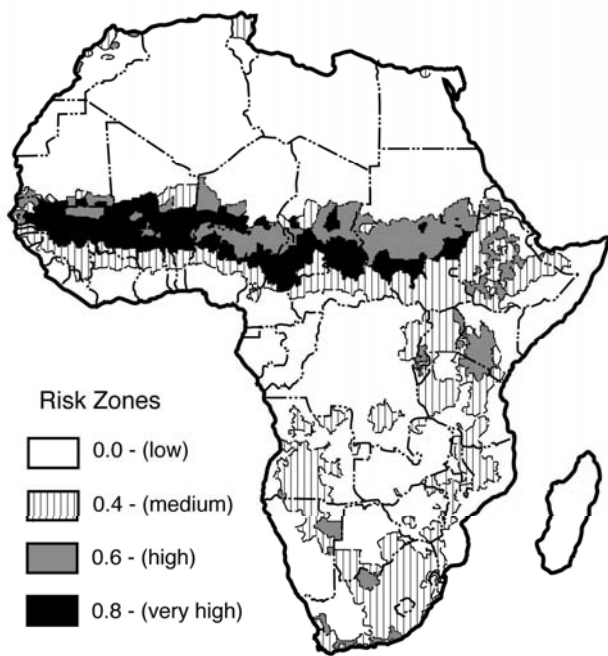 Risk Zones
0.0 - (low)
0.4 - (medium)
0.6 - (high)
0.8 - (very high)